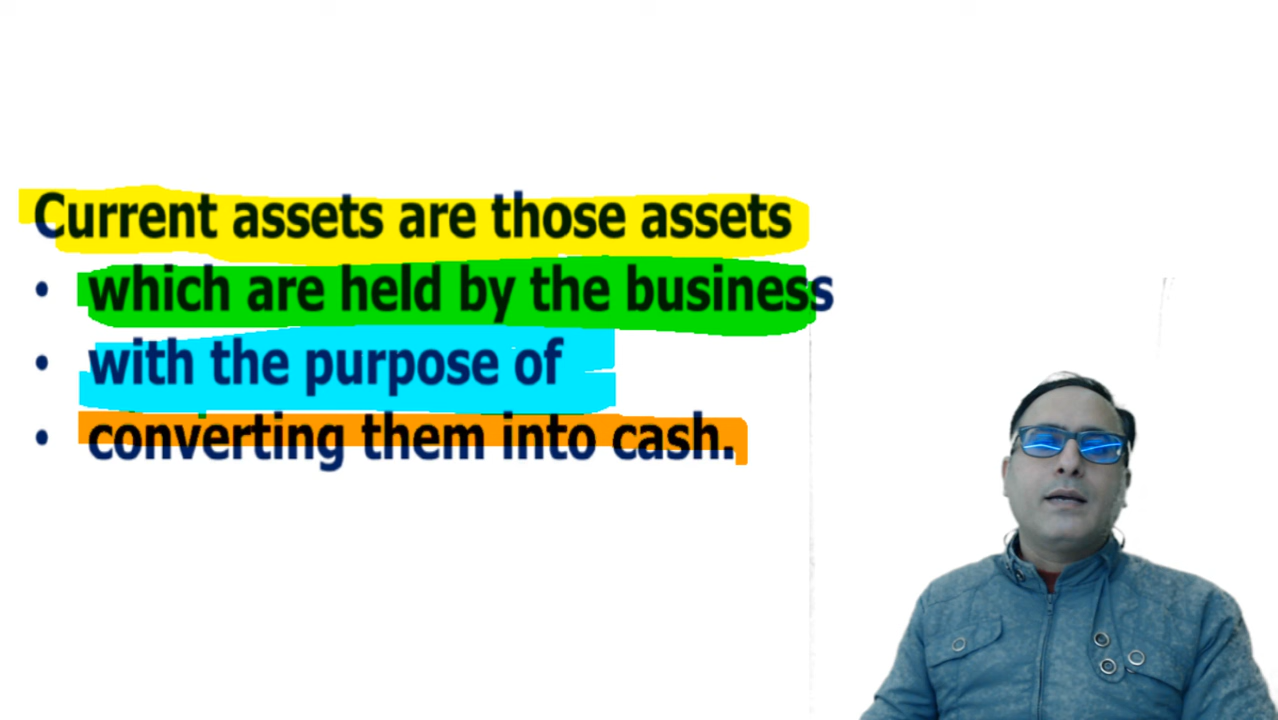 Current assets are those assets
• which are held by the business
• with the purpose of
• converting them into cash.